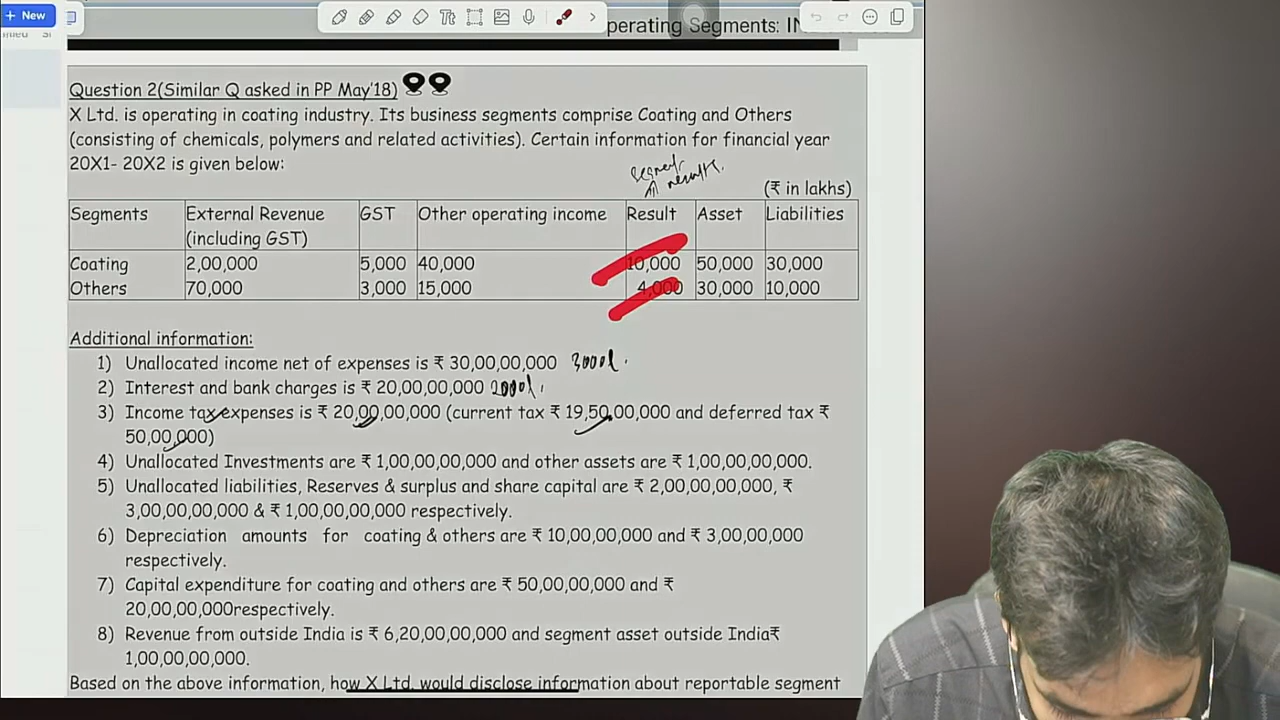 + New
perating Segments: IN
Question 2(Similar Q asked in PP May'18)
X Ltd. is operating in coating industry. Its business segments comprise Coating and Others
(consisting of chemicals, polymers and related activities). Certain information for financial year
20X1- 20X2 is given below:
segment results.
(₹ in lakhs)
Segments External Revenue (including GST) GST Other operating income Result Asset Liabilities
Coating 2,00,000 5,000 40,000 10,000 50,000 30,000
Others 70,000 3,000 15,000 4,000 30,000 10,000
Additional information:
1) Unallocated income net of expenses is ₹ 30,00,00,000 3000l.
2) Interest and bank charges is ₹ 20,00,00,000 2000l.
3) Income tax expenses is ₹ 20,00,00,000 (current tax ₹ 19,50,00,000 and deferred tax ₹
50,00,000)
4) Unallocated Investments are ₹ 1,00,00,00,000 and other assets are ₹ 1,00,00,00,000.
5) Unallocated liabilities, Reserves & surplus and share capital are ₹ 2,00,00,00,000, ₹
3,00,00,00,000 & ₹ 1,00,00,00,000 respectively.
6) Depreciation amounts for coating & others are ₹ 10,00,00,000 and ₹ 3,00,00,000
respectively.
7) Capital expenditure for coating and others are ₹ 50,00,00,000 and ₹
20,00,00,000respectively.
8) Revenue from outside India is ₹ 6,20,00,00,000 and segment asset outside India₹
1,00,00,00,000.
Based on the above information, how X Ltd. would disclose information about reportable segment